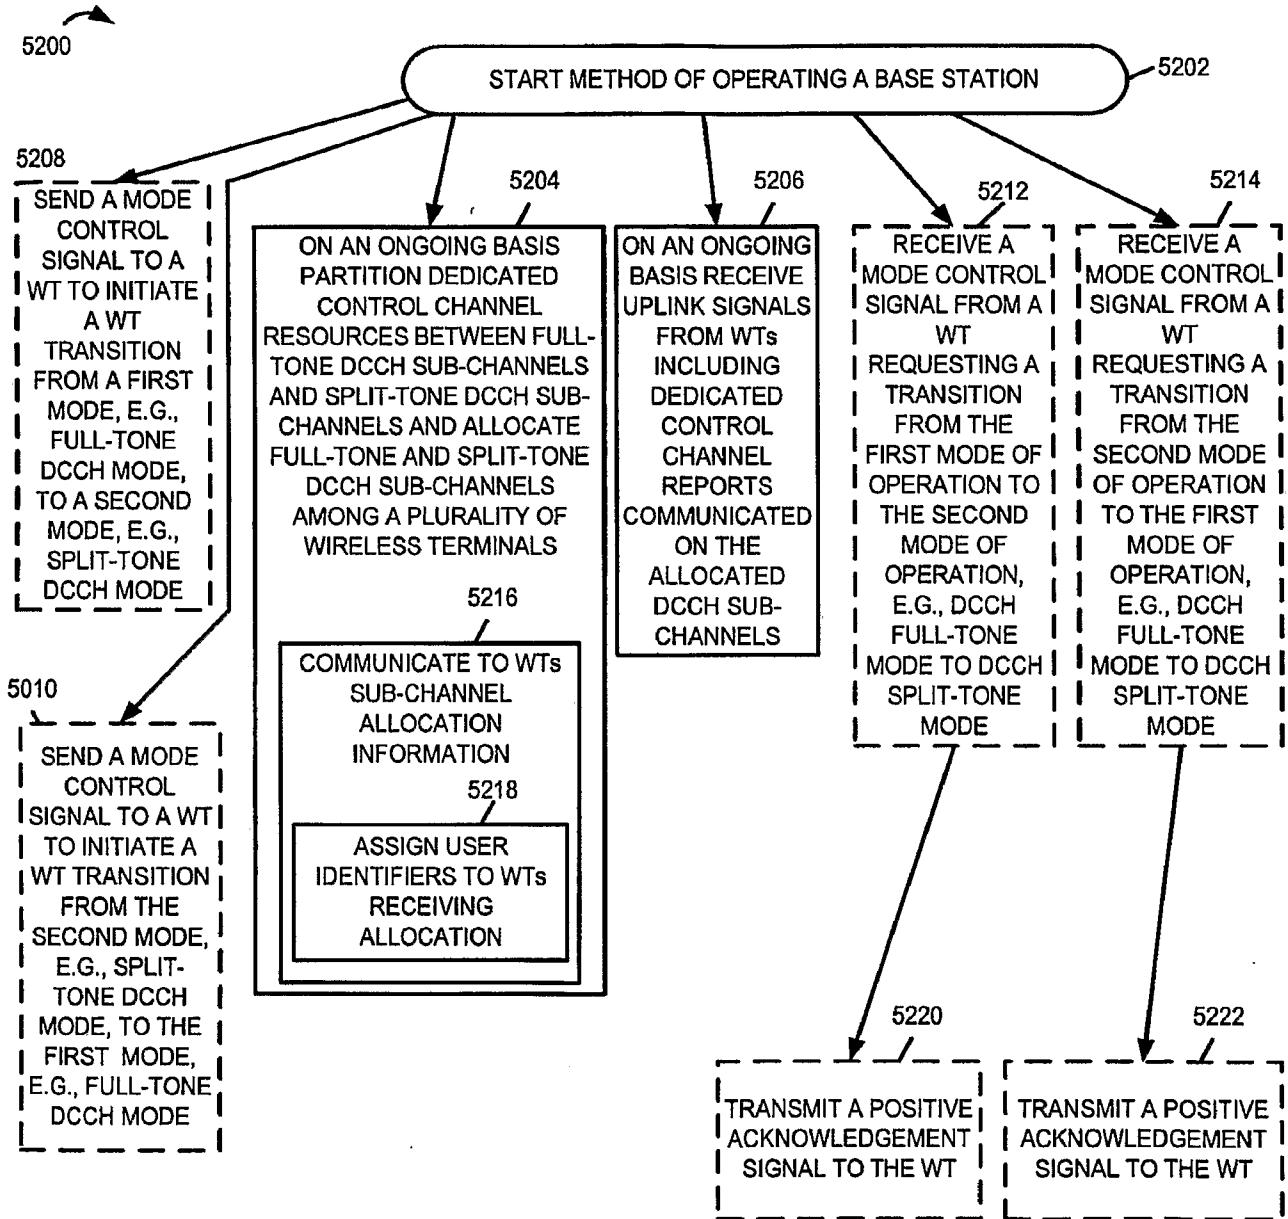 5200
START METHOD OF OPERATING A BASE STATION
5202
5208
SEND A MODE
CONTROL
SIGNAL TO A
WT TO INITIATE
A WT
TRANSITION
FROM A FIRST
MODE, E.G.,
FULL-TONE
DCCH MODE,
TO A SECOND
MODE, E.G.,
SPLIT-TONE
DCCH MODE
5010
SEND A MODE
CONTROL
SIGNAL TO A WT
TO INITIATE A
WT TRANSITION
FROM THE
SECOND MODE,
E.G., SPLIT-
TONE DCCH
MODE, TO THE
FIRST MODE,
E.G., FULL-TONE
DCCH MODE
5204
ON AN ONGOING BASIS
PARTITION DEDICATED
CONTROL CHANNEL
RESOURCES BETWEEN FULL-
TONE DCCH SUB-CHANNELS
AND SPLIT-TONE DCCH SUB-
CHANNELS AND ALLOCATE
FULL-TONE AND SPLIT-TONE
DCCH SUB-CHANNELS
AMONG A PLURALITY OF
WIRELESS TERMINALS
5216
COMMUNICATE TO WTs
SUB-CHANNEL
ALLOCATION
INFORMATION
5218
ASSIGN USER
IDENTIFIERS TO WTs
RECEIVING
ALLOCATION
5206
ON AN ONGOING
BASIS RECEIVE
UPLINK SIGNALS
FROM WTs
INCLUDING
DEDICATED
CONTROL
CHANNEL
REPORTS
COMMUNICATED
ON THE
ALLOCATED
DCCH SUB-
CHANNELS
5212
RECEIVE A
MODE CONTROL
SIGNAL FROM A
WT
REQUESTING A
TRANSITION
FROM THE
FIRST MODE OF
OPERATION TO
THE SECOND
MODE OF
OPERATION,
E.G., DCCH
FULL-TONE
MODE TO DCCH
SPLIT-TONE
MODE
5214
RECEIVE A
MODE CONTROL
SIGNAL FROM A
WT
REQUESTING A
TRANSITION
FROM THE
SECOND MODE
OF OPERATION
TO THE FIRST
MODE OF
OPERATION,
E.G., DCCH
FULL-TONE
MODE TO DCCH
SPLIT-TONE
MODE
5220
TRANSMIT A POSITIVE
ACKNOWLEDGEMENT
SIGNAL TO THE WT
5222
TRANSMIT A POSITIVE
ACKNOWLEDGEMENT
SIGNAL TO THE WT